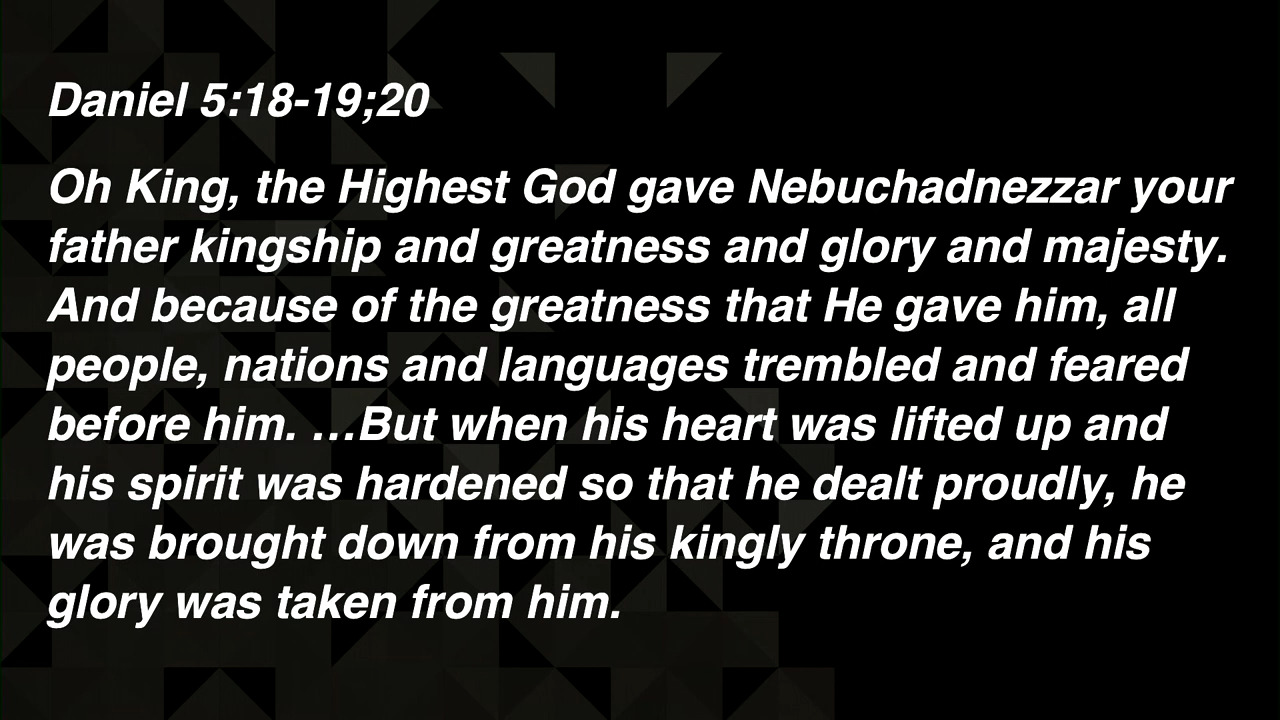 Daniel 5:18-19;20
Oh King, the Highest God gave Nebuchadnezzar your
father kingship and greatness and glory and majesty.
And because of the greatness that He gave him, all
people, nations and languages trembled and feared
before him. …But when his heart was lifted up and
his spirit was hardened so that he dealt proudly, he
was brought down from his kingly throne, and his
glory was taken from him.